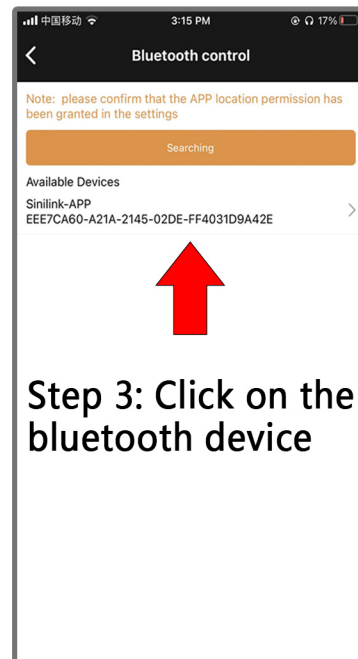 中国移动 3:15 PM 17%
Bluetooth control
Note: please confirm that the APP location permission has
been granted in the settings
Searching
Available Devices
Sinilink-APP
EEE7CA60-A21A-2145-02DE-FF4031D9A42E
Step 3: Click on the
bluetooth device